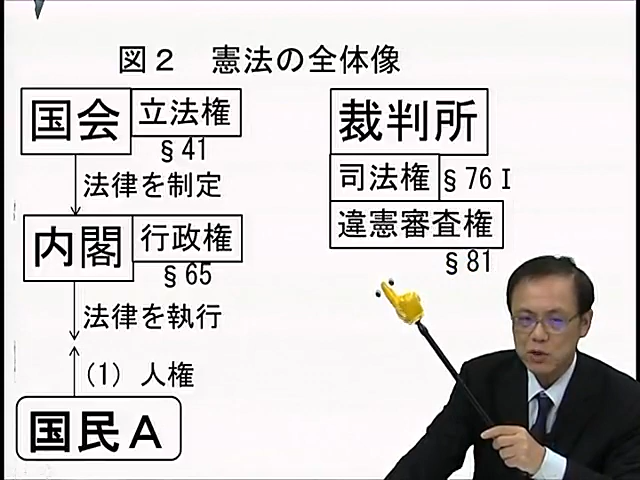 図２　憲法の全体像
国会 立法権
§41
法律を制定
内閣 行政権
§65
法律を執行
(1) 人権
国民Ａ
裁判所
司法権 §76Ⅰ
違憲審査権
§81